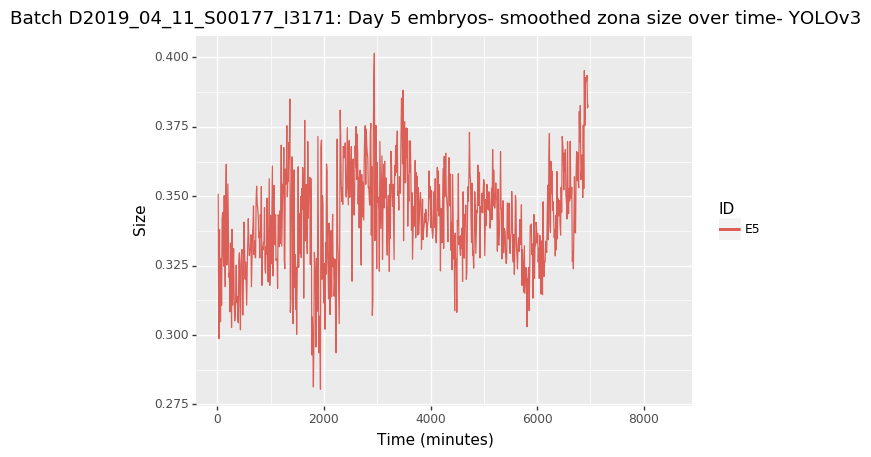 Batch D2019_04_11_S00177_I3171: Day 5 embryos- smoothed zona size over time- YOLOv3
0.400
0.375
0.350
0.325
0.300
0.275
Size
0
2000
4000
6000
8000
Time (minutes)
ID
E5